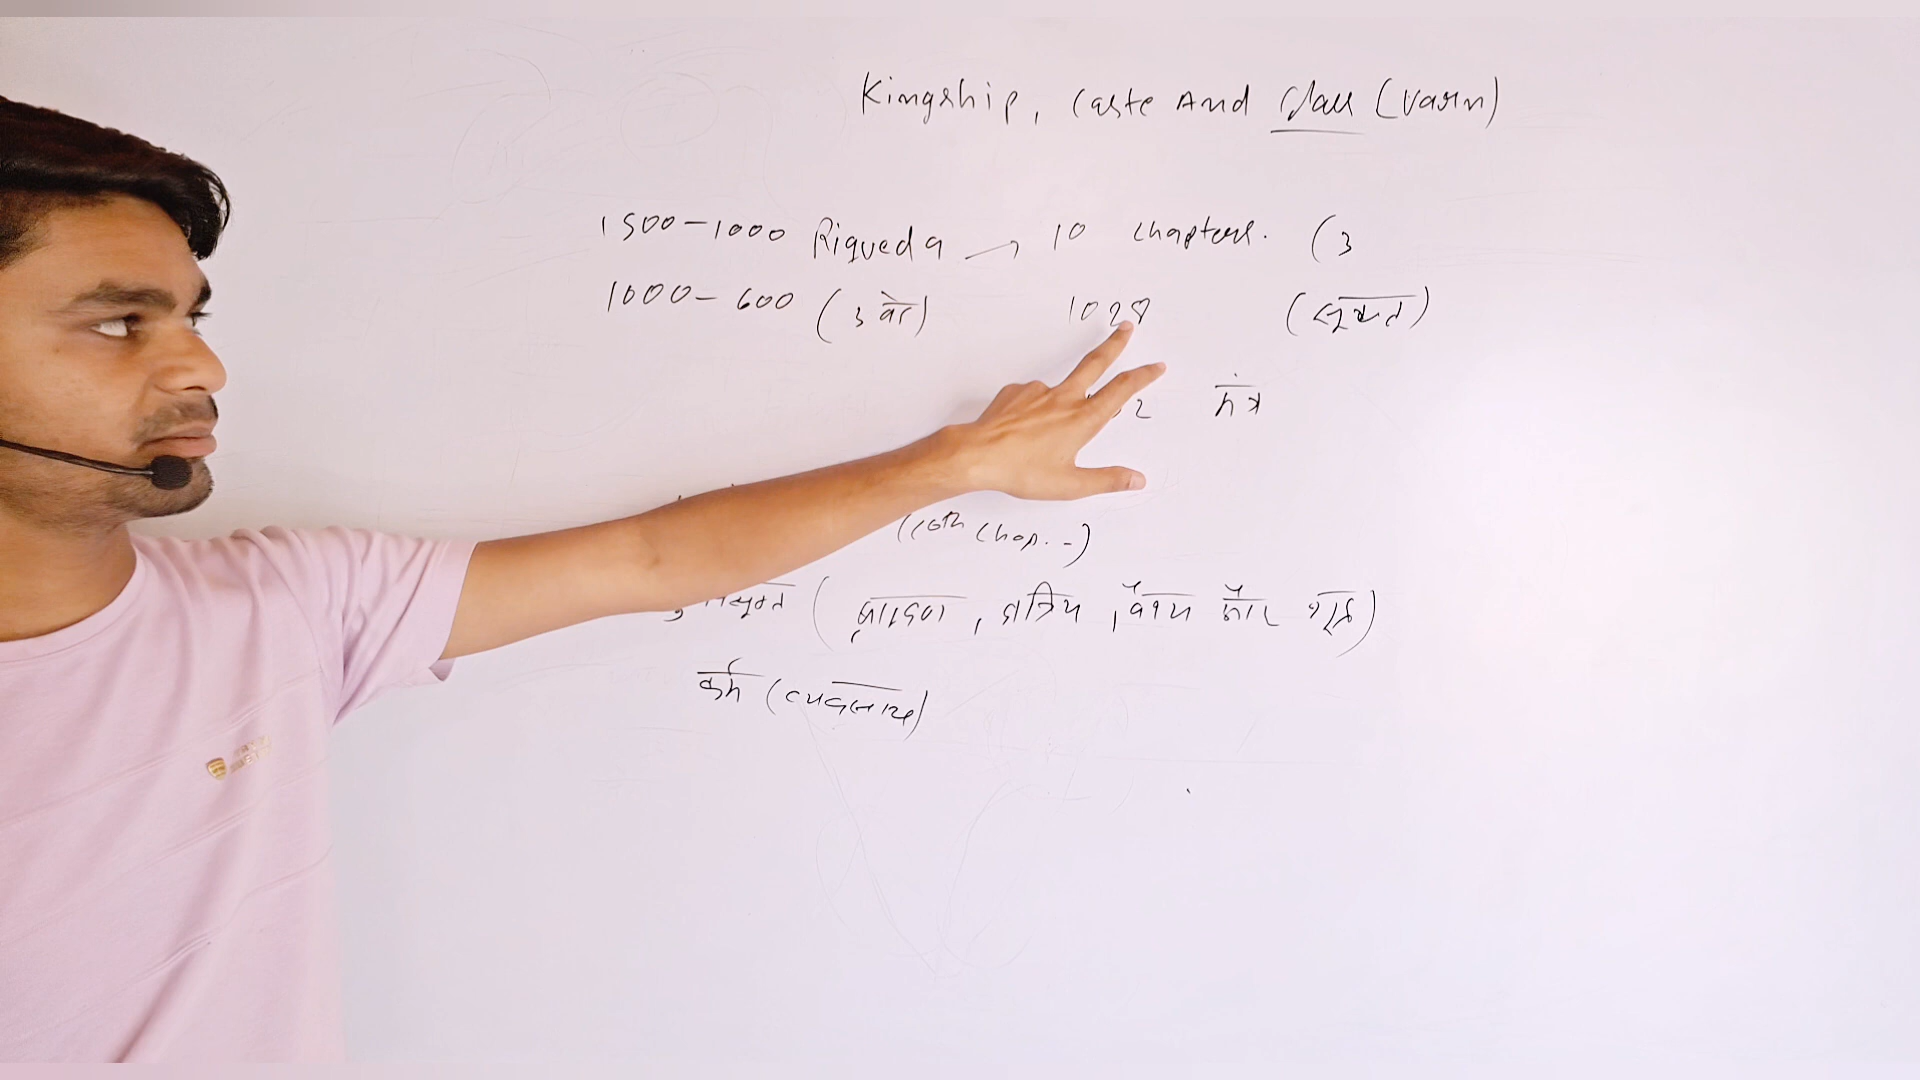 Kingship, Caste And Class (Varn)
1500-1000 Rigveda → 10 chapters. (3
1000-600 (3 वेद) 1028 (सूक्त)
मंत्र
(10th Chap. -)
(ब्राह्मण, क्षत्रिय, वैश्य और शूद्र)
कर्म (व्यवसाय)